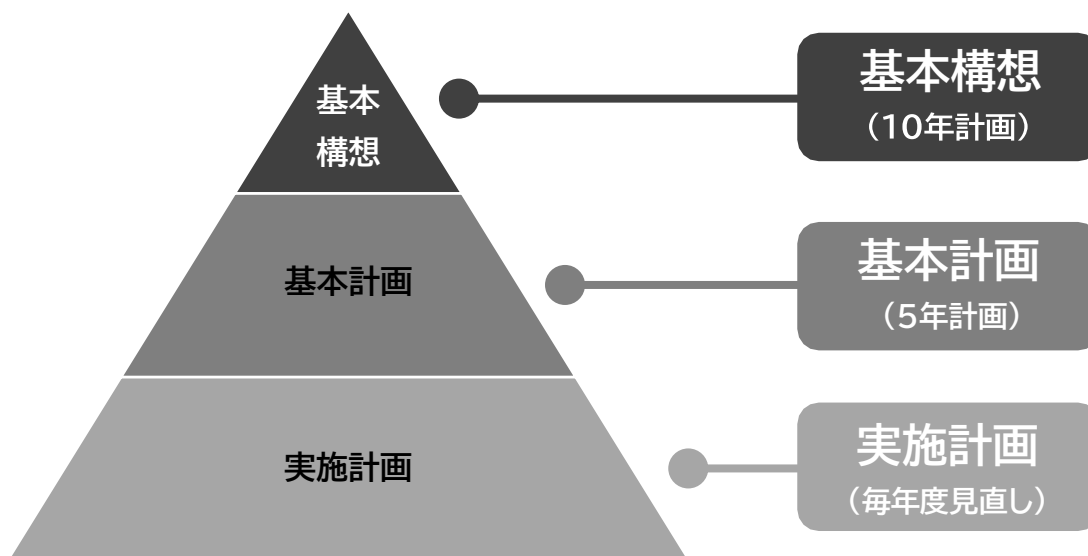 基本
構想
基本構想
(10年計画)
基本計画
基本計画
(5年計画)
実施計画
実施計画
(毎年度見直し)